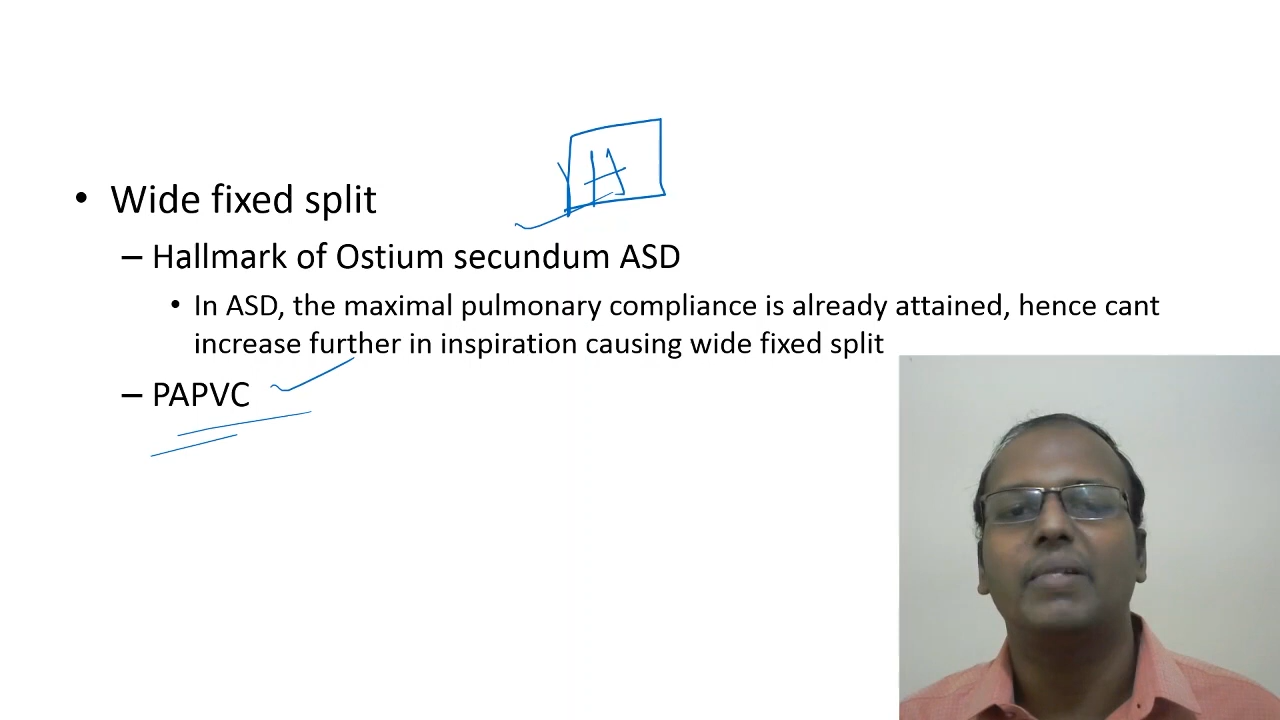 • Wide fixed split
– Hallmark of Ostium secundum ASD
• In ASD, the maximal pulmonary compliance is already attained, hence cant
increase further in inspiration causing wide fixed split
– PAPVC